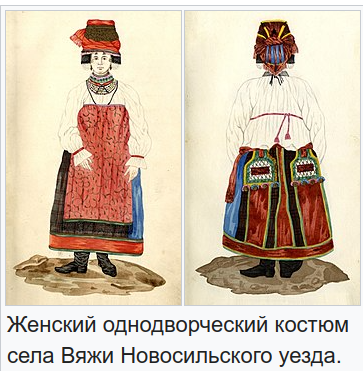 Женский однодворческий костюм
села Вяжи Новосильского уезда.